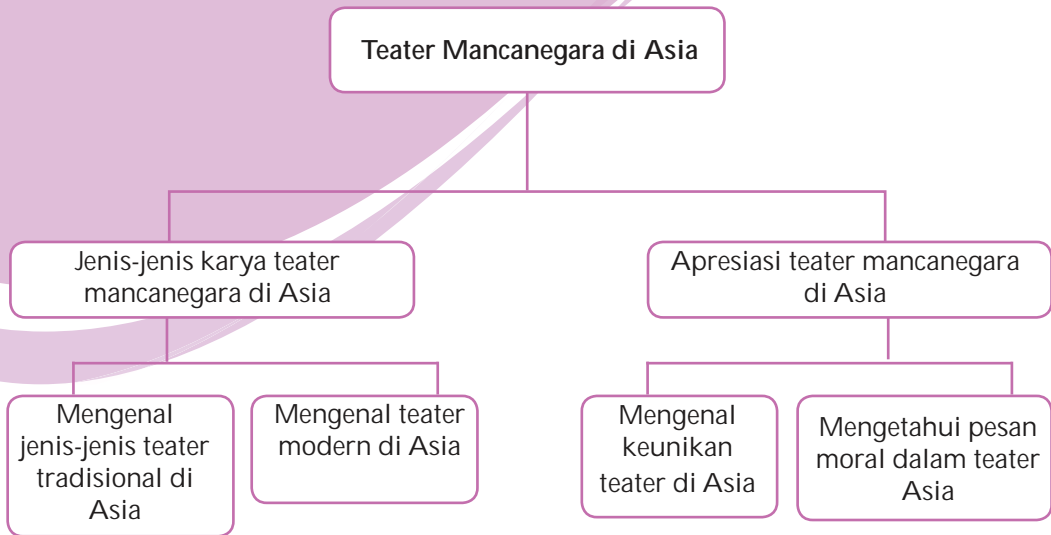 Teater Mancanegara di Asia
Jenis-jenis karya teater
mancanegara di Asia
Apresiasi teater mancanegara
di Asia
Mengenal
jenis-jenis teater
tradisional di
Asia
Mengenal teater
modern di Asia
Mengenal
keunikan
teater di Asia
Mengetahui pesan
moral dalam teater
Asia